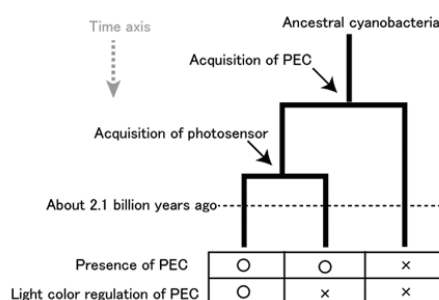 Time axis
Ancestral cyanobacteria
Acquisition of PEC
Acquisition of photosensor
About 2.1 billion years ago
Presence of PEC ○ ○ ×
Light color regulation of PEC ○ × ×